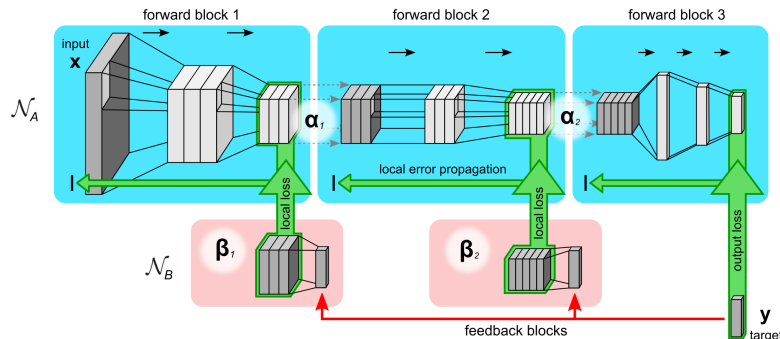 forward block 1
forward block 2
forward block 3
input
x
𝒩A
α1
α2
local error propagation
local loss
local loss
output loss
β1
β2
𝒩B
y
target
feedback blocks